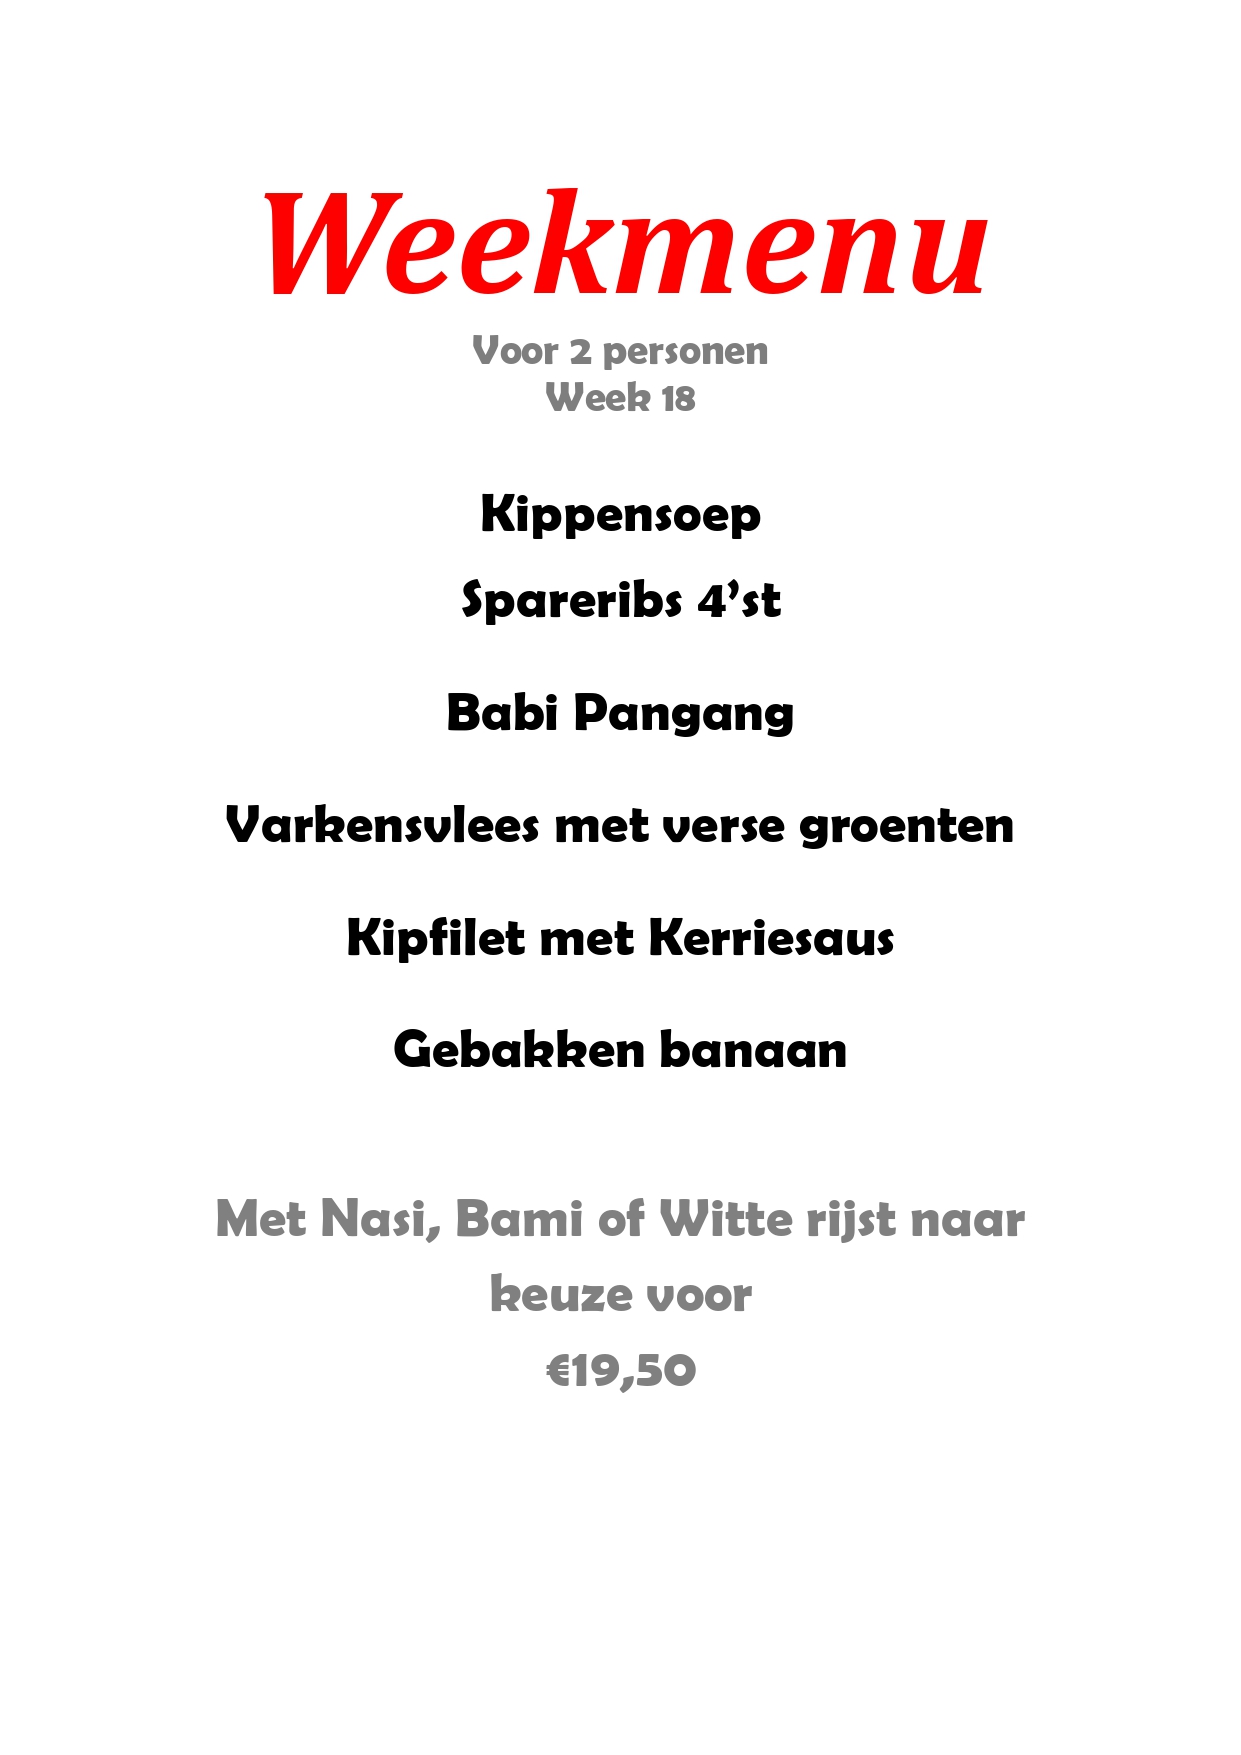 Weekmenu
Voor 2 personen
Week 18
Kippensoep
Spareribs 4’st
Babi Pangang
Varkensvlees met verse groenten
Kipfilet met Kerriesaus
Gebakken banaan
Met Nasi, Bami of Witte rijst naar
keuze voor
€19,50